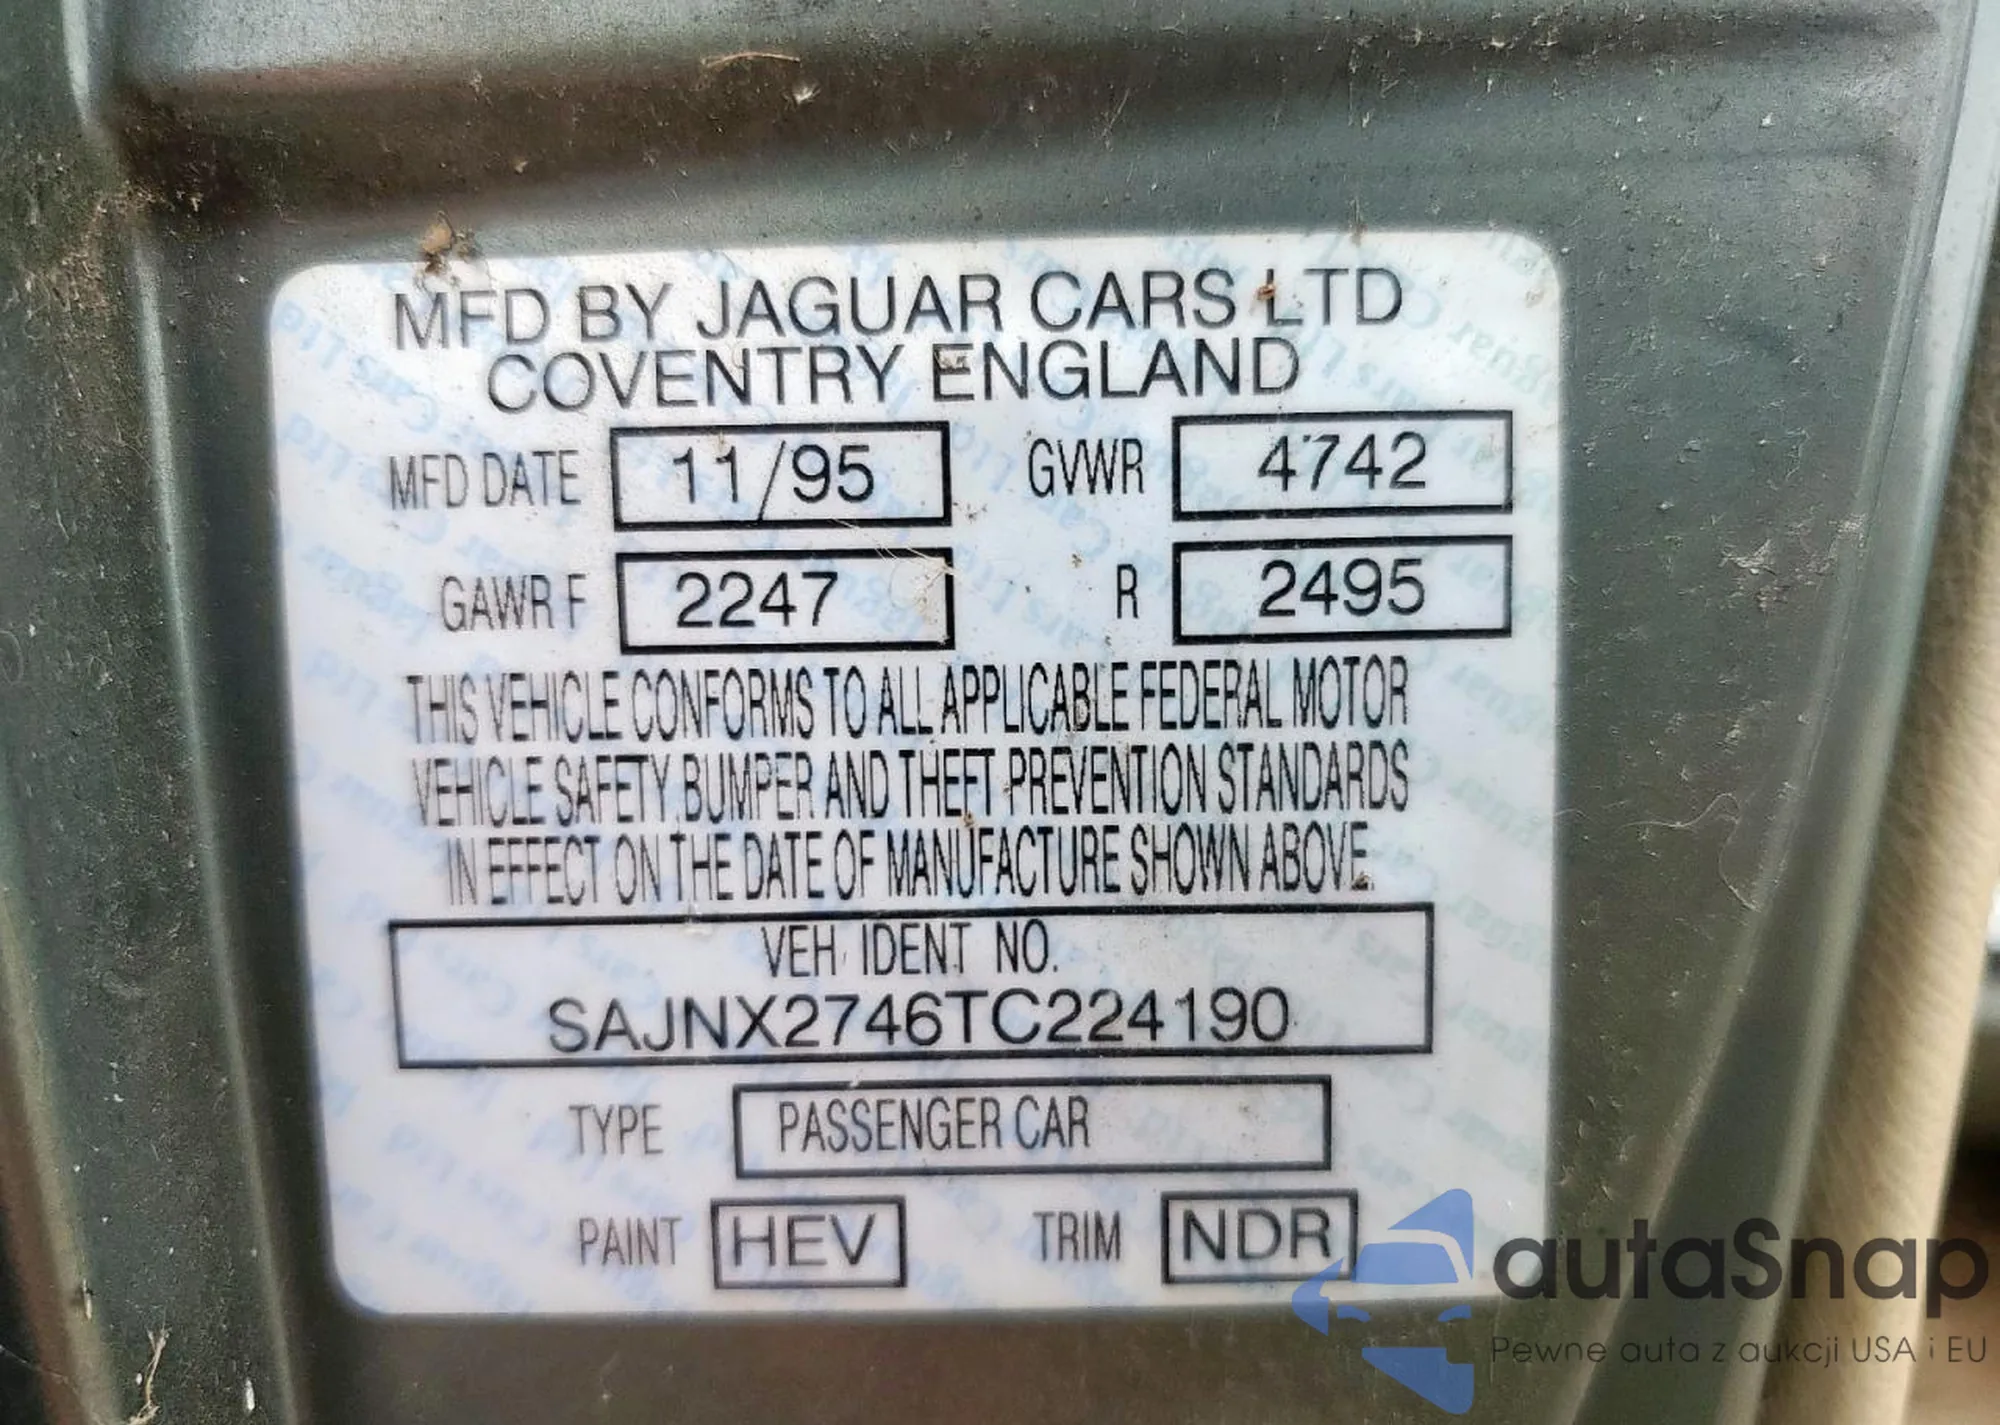 MFD BY JAGUAR CARS LTD
COVENTRY ENGLAND
MFD DATE 11/95 GVWR 4742
GAWR F 2247 R 2495
THIS VEHICLE CONFORMS TO ALL APPLICABLE FEDERAL MOTOR
VEHICLE SAFETY, BUMPER AND THEFT PREVENTION STANDARDS
IN EFFECT ON THE DATE OF MANUFACTURE SHOWN ABOVE.
VEH IDENT NO.
SAJNX2746TC224190
TYPE PASSENGER CAR
PAINT HEV TRIM NDR
autaSnap
Pewne auta z aukcji USA i EU